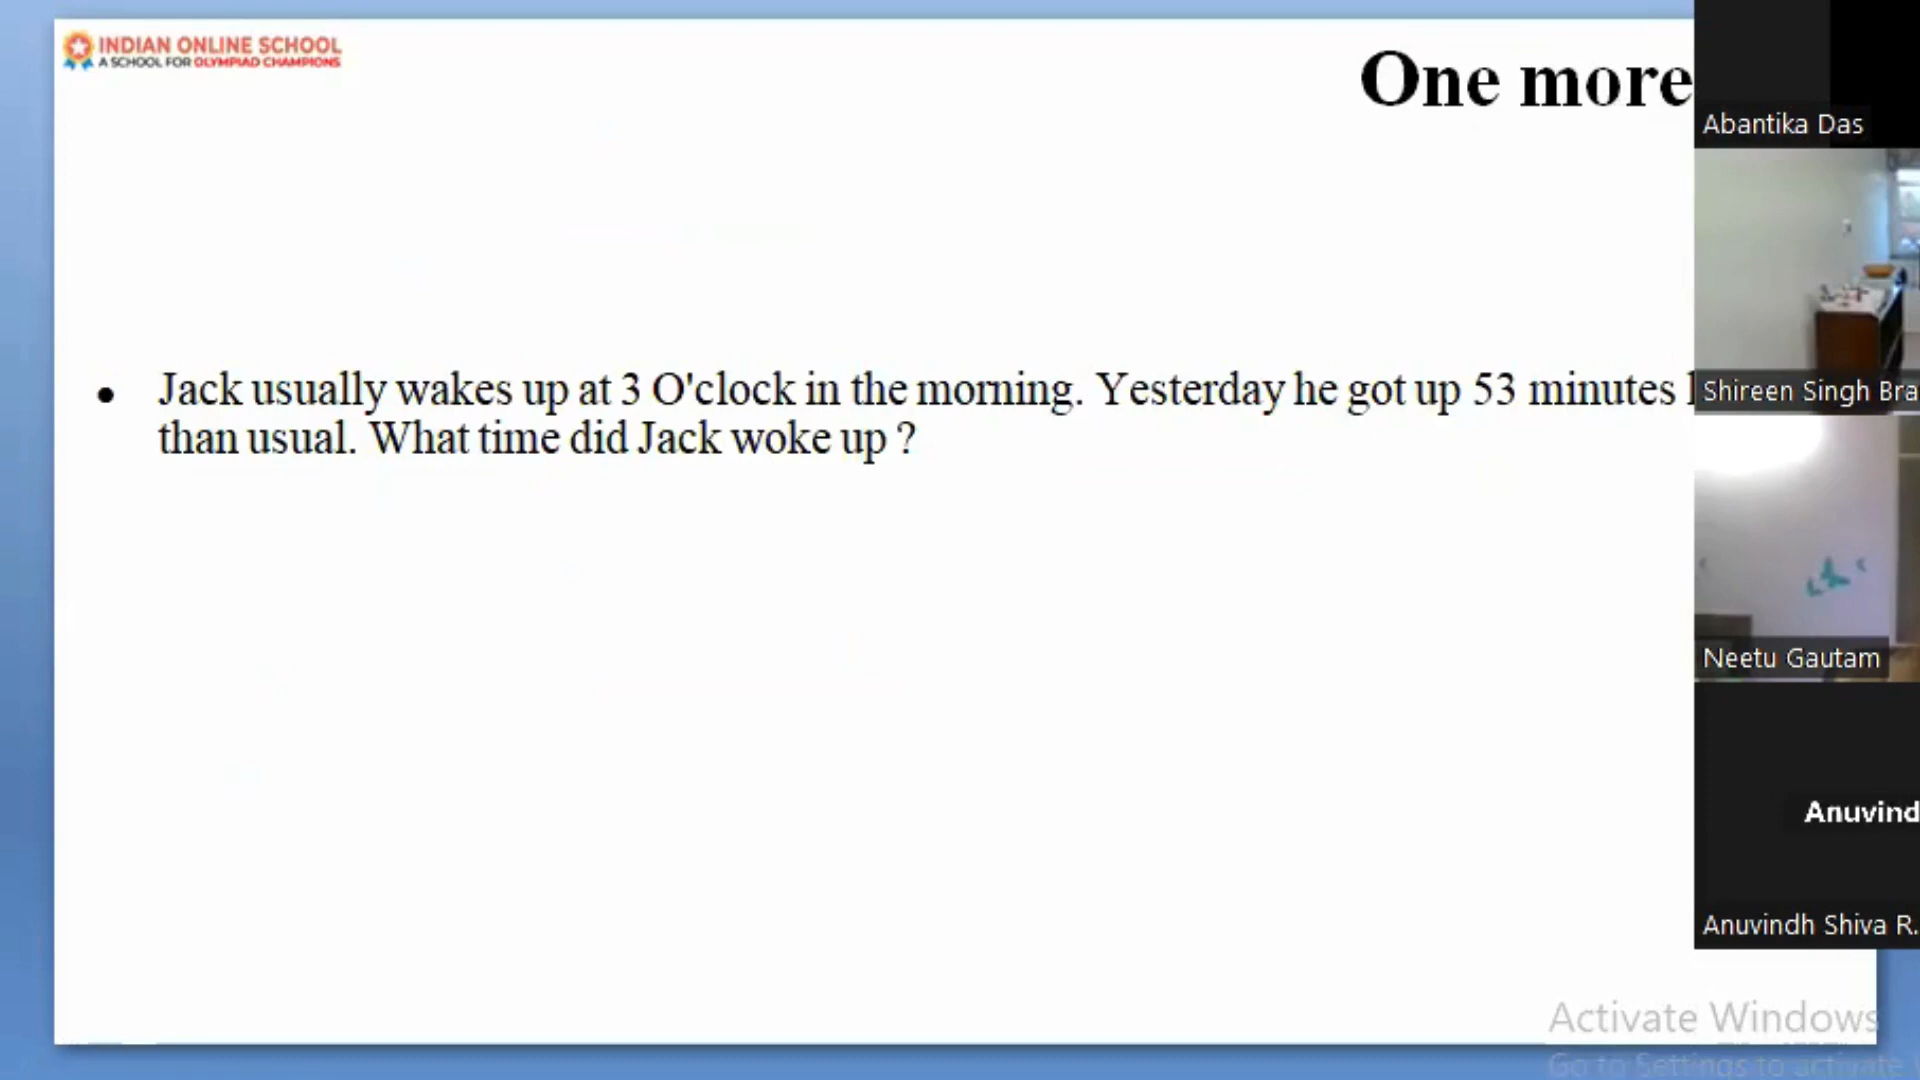 INDIAN ONLINE SCHOOL
A SCHOOL FOR OLYMPIAD CHAMPIONS
One more
Abantika Das
Jack usually wakes up at 3 O'clock in the morning. Yesterday he got up 53 minutes
than usual. What time did Jack woke up ?
Shireen Singh Bra
Neetu Gautam
Anuvind
Anuvindh Shiva R.
Activate Windows
Go to Settings to activate